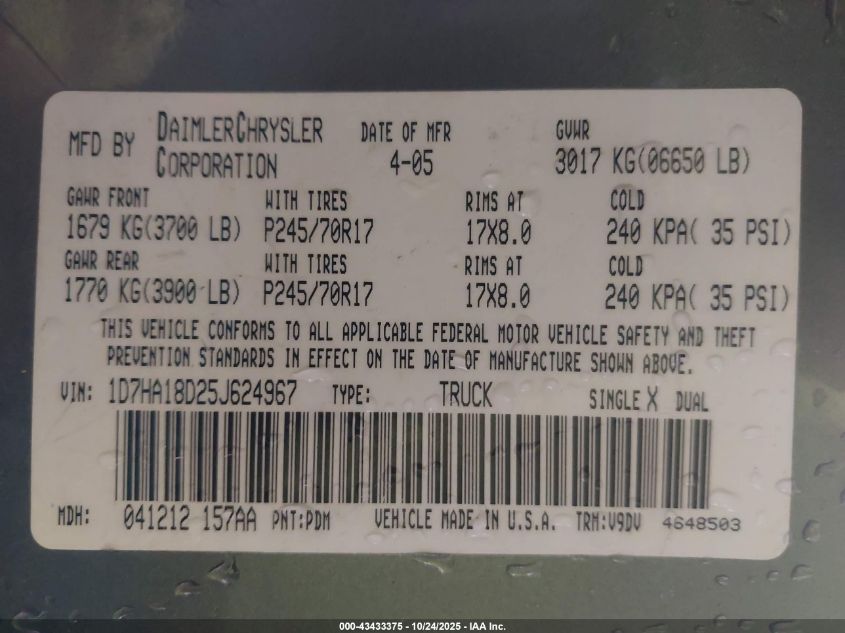 MFD BY DAIMLERCHRYSLER CORPORATION DATE OF MFR 4-05 GVWR 3017 KG(06650 LB)
GAWR FRONT WITH TIRES RIMS AT COLD
1679 KG(3700 LB) P245/70R17 17X8.0 240 KPA( 35 PSI)
GAWR REAR WITH TIRES RIMS AT COLD
1770 KG(3900 LB) P245/70R17 17X8.0 240 KPA( 35 PSI)
THIS VEHICLE CONFORMS TO ALL APPLICABLE FEDERAL MOTOR VEHICLE SAFETY AND THEFT
PREVENTION STANDARDS IN EFFECT ON THE DATE OF MANUFACTURE SHOWN ABOVE.
VIN: 1D7HA18D25J624967 TYPE: TRUCK SINGLE X DUAL
MDH: 041212 157AA PNT:PDM VEHICLE MADE IN U.S.A. TRM:V9DV 4648503
000-43433375 - 10/24/2025 - IAA Inc.